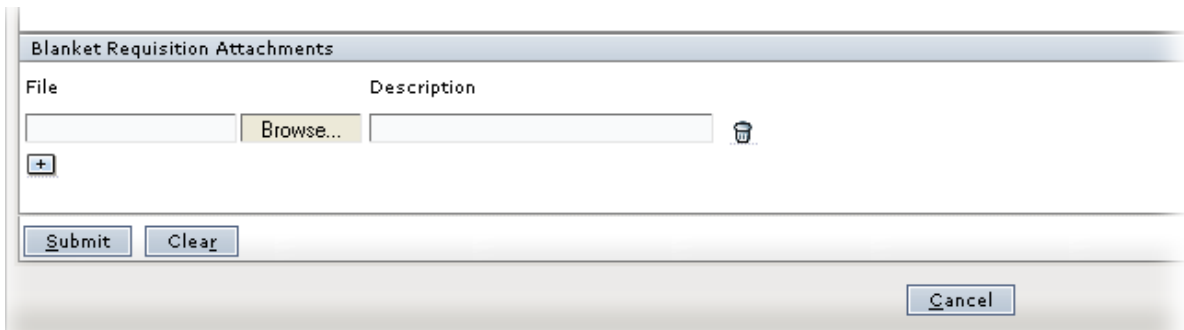 Blanket Requisition Attachments
File Description
Browse...
+
Submit Clear
Cancel